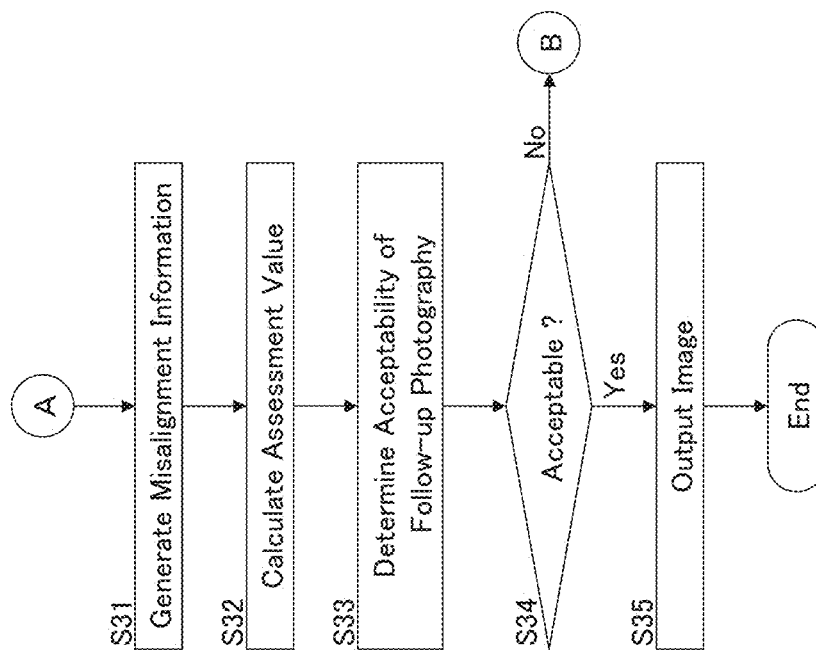 A
S31
Generate Misalignment Information
S32
Calculate Assessment Value
S33
Determine Acceptability of
Follow-up Photography
S34
Acceptable ?
No
B
Yes
S35
Output Image
End